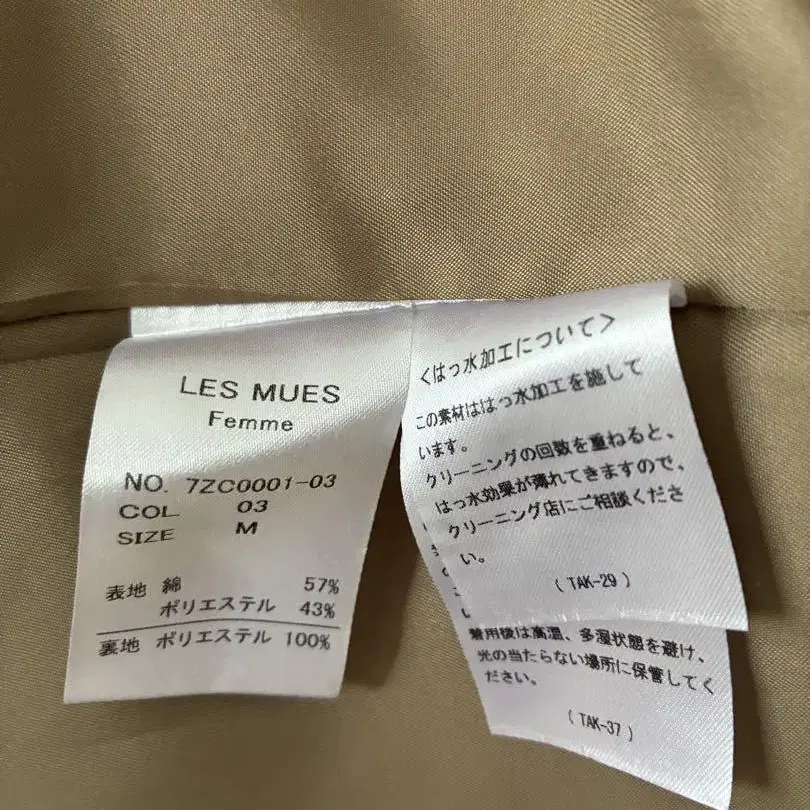 LES MUES
Femme
NO. 7ZC0001-03
COL 03
SIZE M
表地 綿 57%
ポリエステル 43%
裏地 ポリエステル 100%
<はっ水加工について>
この素材ははっ水加工を施して
います。
クリーニングの回数を重ねると、
はっ水効果が薄れてきますので、
クリーニング店にご相談くださ
い。
(TAK-29)
着用後は高温、多湿状態を避け、
光の当たらない場所に保管してく
ださい。
(TAK-37)